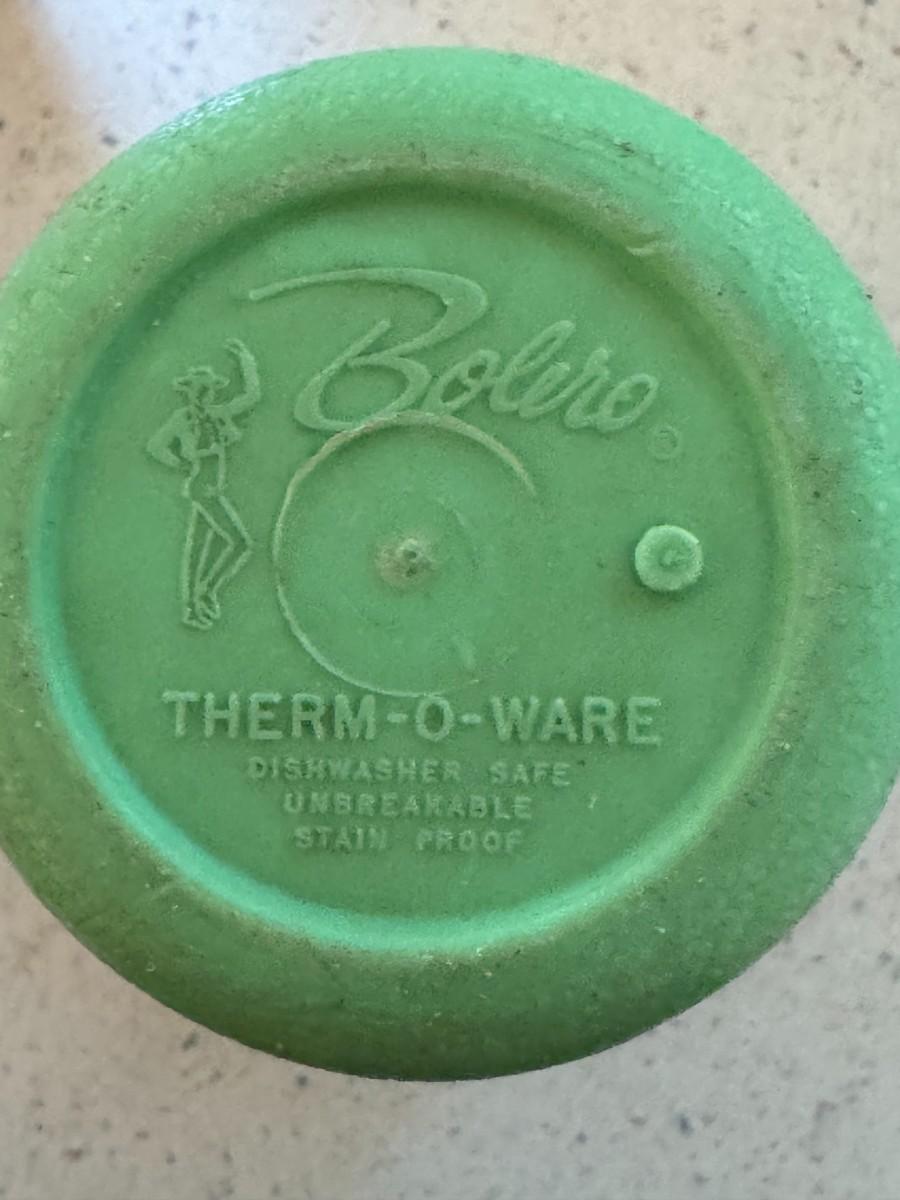 Bolero ©
THERM-O-WARE
DISHWASHER SAFE
UNBREAKABLE
STAIN PROOF